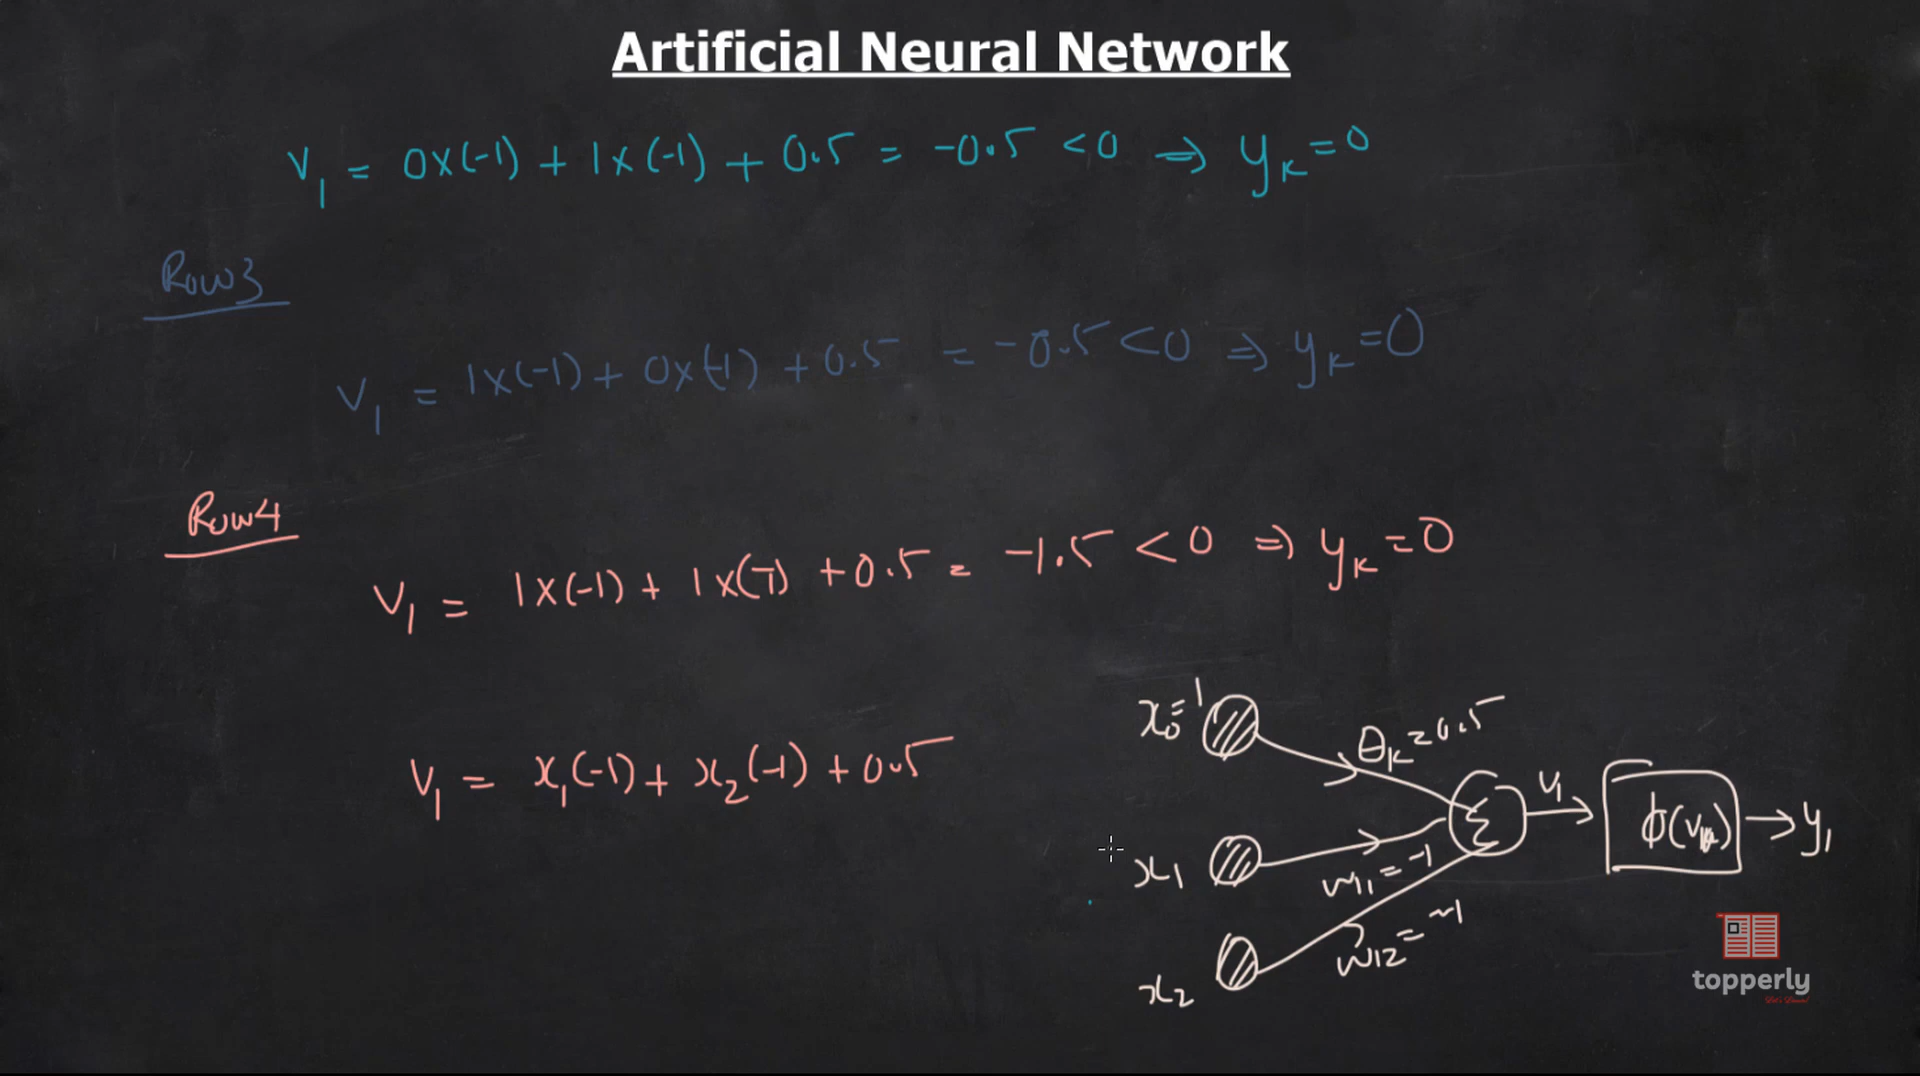 Artificial Neural Network
V₁ = 0x(-1) + 1x(-1) + 0.5 = -0.5 < 0 ⇒ yₖ = 0
Row3
V₁ = 1x(-1) + 0x(-1) + 0.5 = -0.5 < 0 ⇒ yₖ = 0
Row4
V₁ = 1x(-1) + 1x(-1) + 0.5 = -1.5 < 0 ⇒ yₖ = 0
V₁ = x₁(-1) + x₂(-1) + 0.5
x₀ = 1
θₖ = 0.5
Σ
V₁
ϕ(v₁)
y₁
x₁
w₁₁ = -1
x₂
w₁₂ = -1
topperly
Let's Learn!